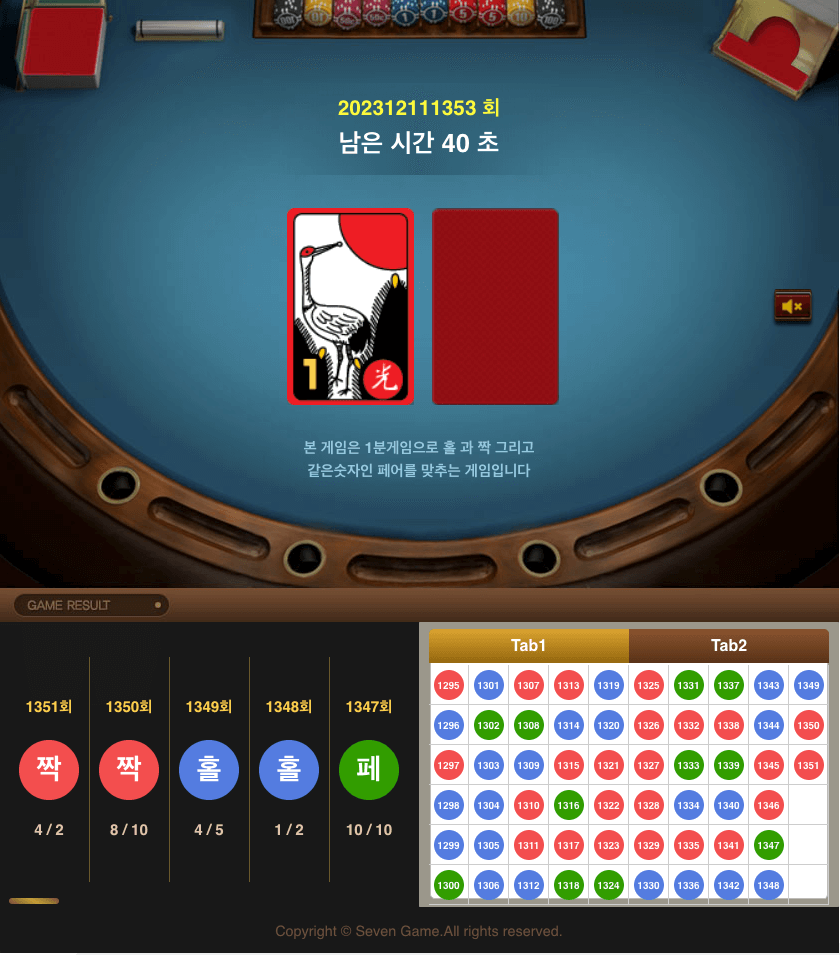 202312111353 회
남은 시간 40 초
1
光
본 게임은 1분게임으로 홀 과 짝 그리고
같은숫자인 페어를 맞추는 게임입니다
GAME RESULT
1351회 1350회 1349회 1348회 1347회
짝 짝 홀 홀 페
4 / 2 8 / 10 4 / 5 1 / 2 10 / 10
Tab1 Tab2
1295 1301 1307 1313 1319 1325 1331 1337 1343 1349
1296 1302 1308 1314 1320 1326 1332 1338 1344 1350
1297 1303 1309 1315 1321 1327 1333 1339 1345 1351
1298 1304 1310 1316 1322 1328 1334 1340 1346
1299 1305 1311 1317 1323 1329 1335 1341 1347
1300 1306 1312 1318 1324 1330 1336 1342 1348
Copyright © Seven Game.All rights reserved.